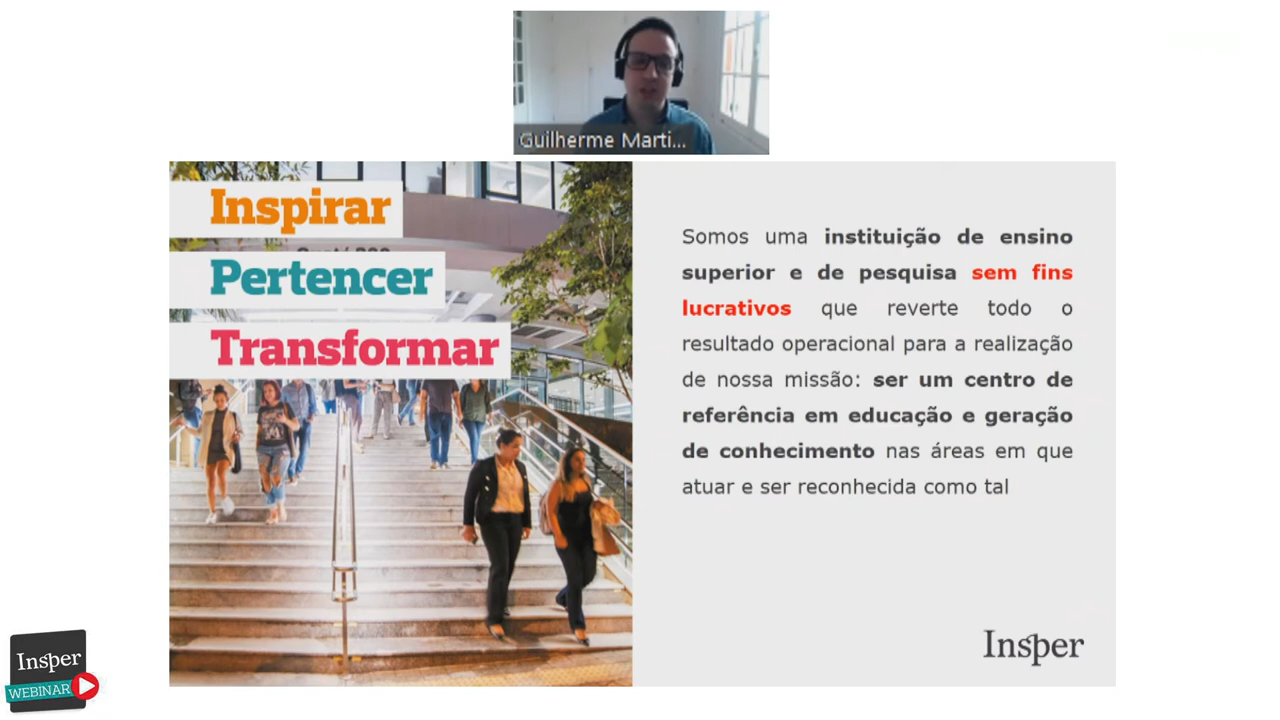 Guilherme Marti...
Inspirar
Pertencer
Transformar
Somos uma instituição de ensino
superior e de pesquisa sem fins
lucrativos que reverte todo o
resultado operacional para a realização
de nossa missão: ser um centro de
referência em educação e geração
de conhecimento nas áreas em que
atuar e ser reconhecida como tal
Insper
Insper
WEBINAR